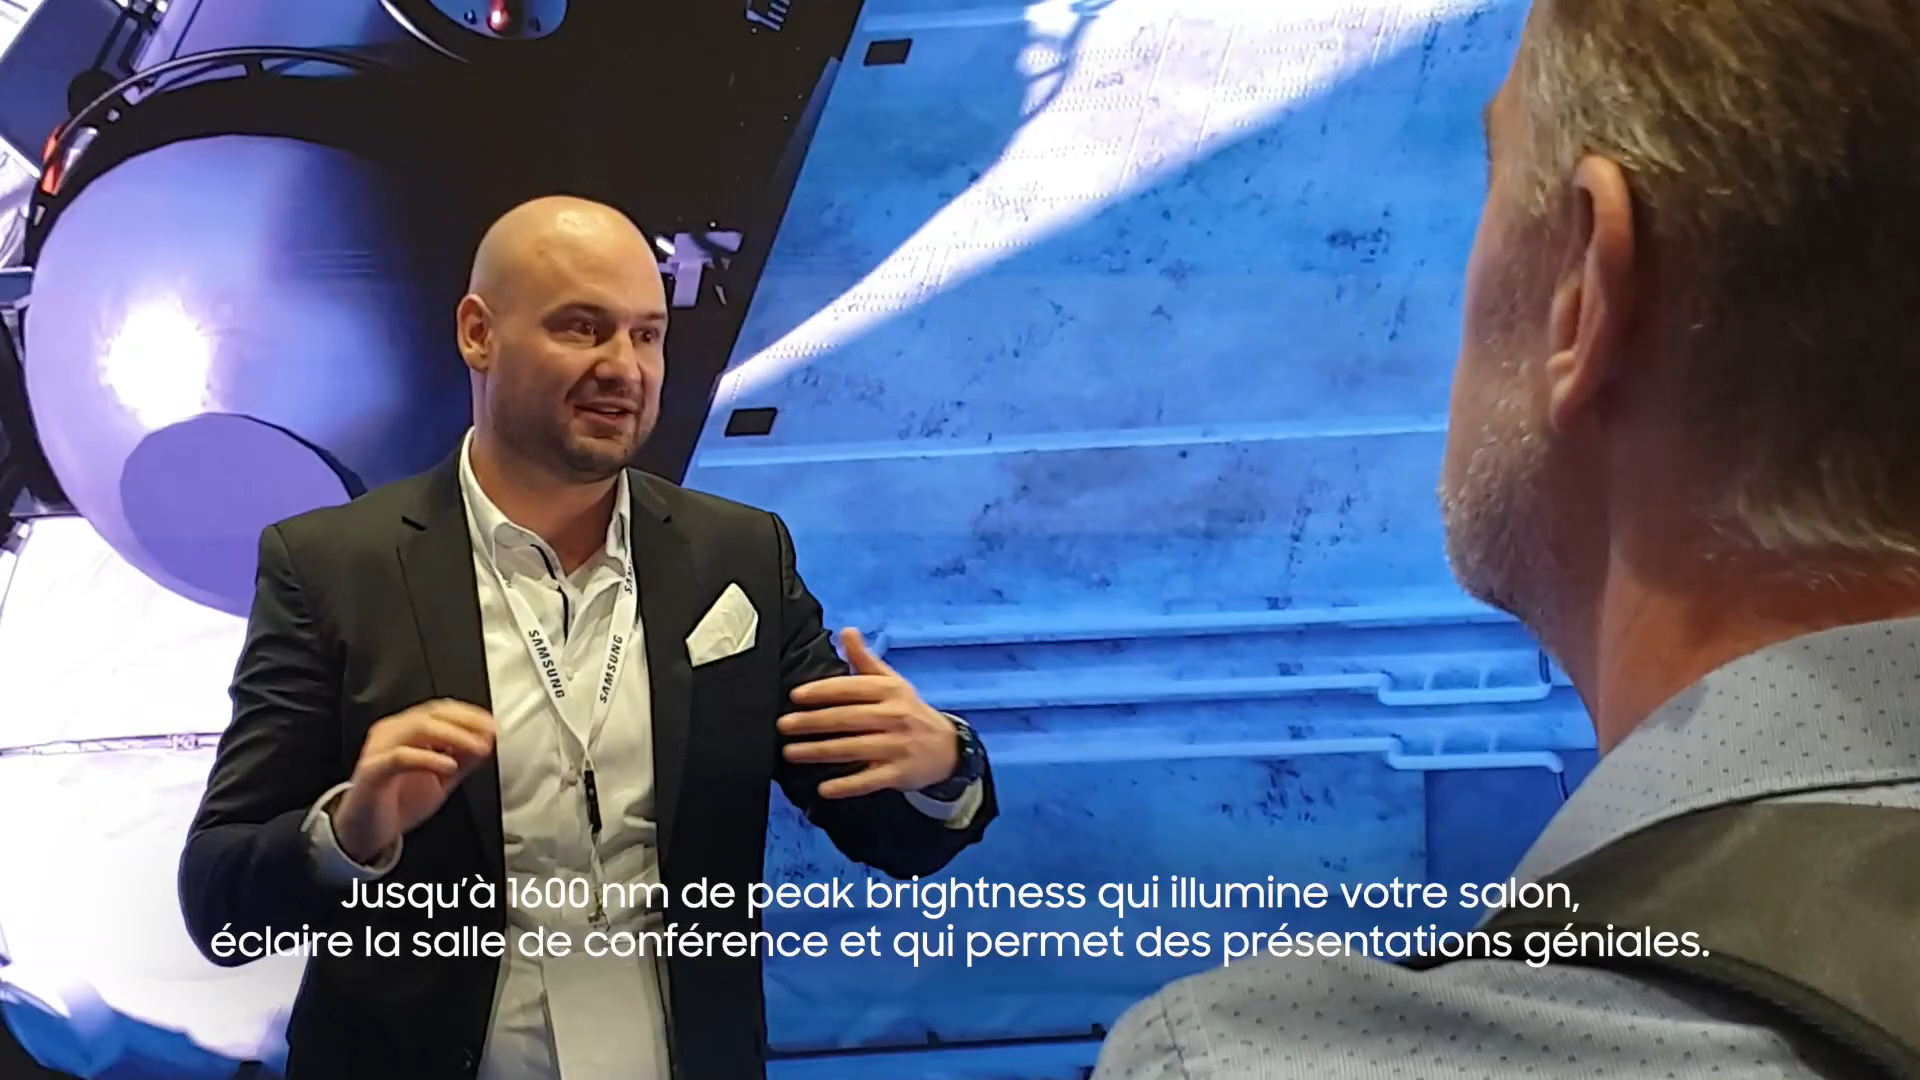 SAMSUNG
SAMSUNG
Jusqu'à 1600 nm de peak brightness qui illumine votre salon,
éclaire la salle de conférence et qui permet des présentations géniales.